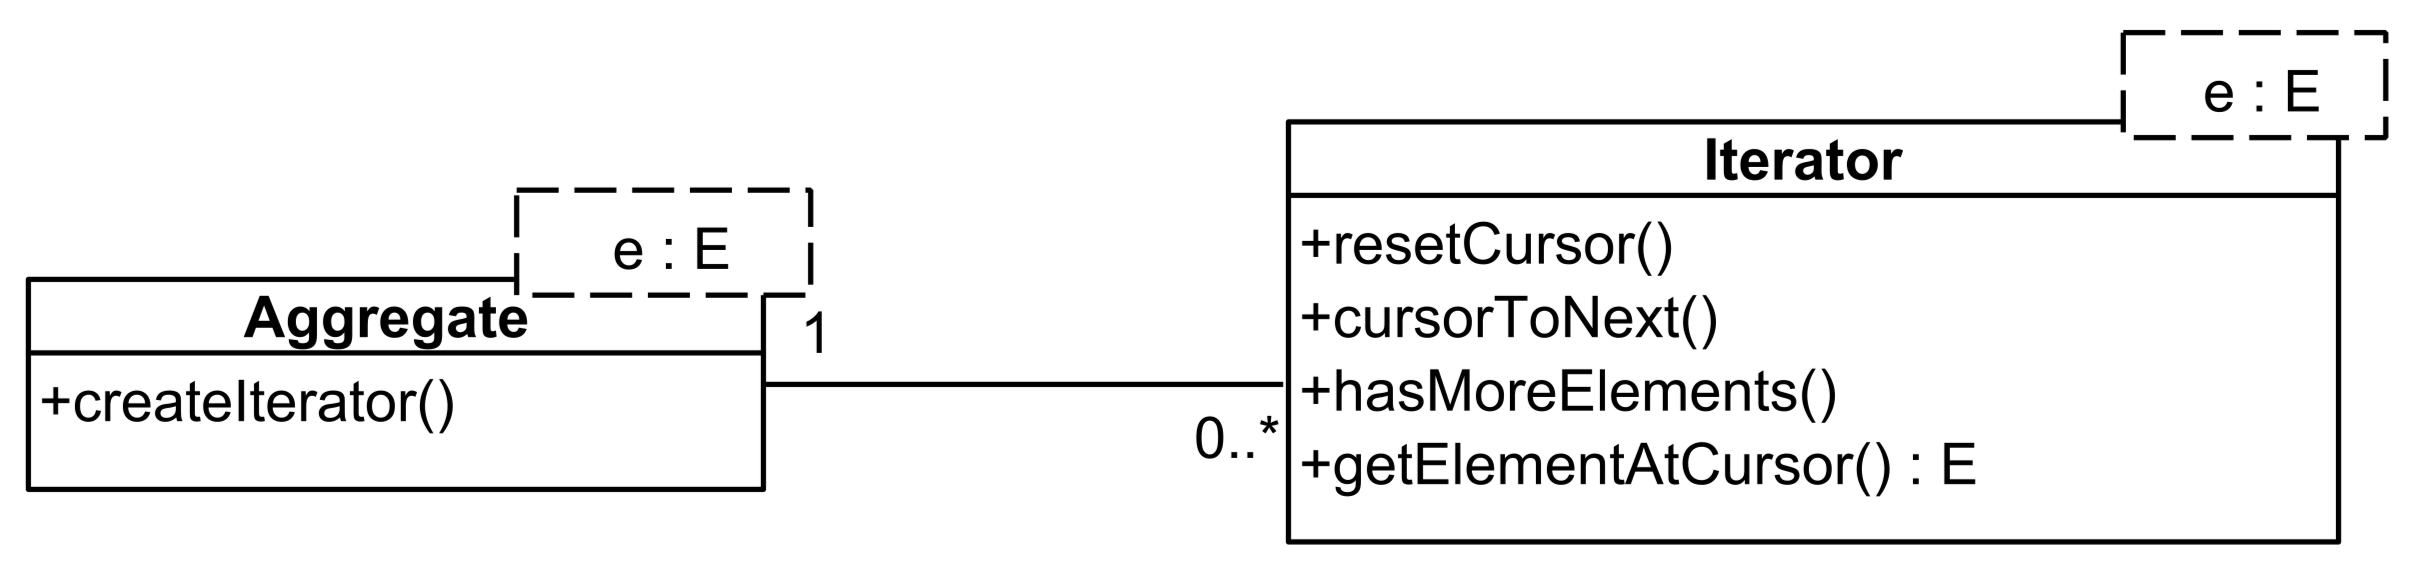 e : E
Aggregate
+createIterator()
1
0..*
e : E
Iterator
+resetCursor()
+cursorToNext()
+hasMoreElements()
+getElementAtCursor() : E